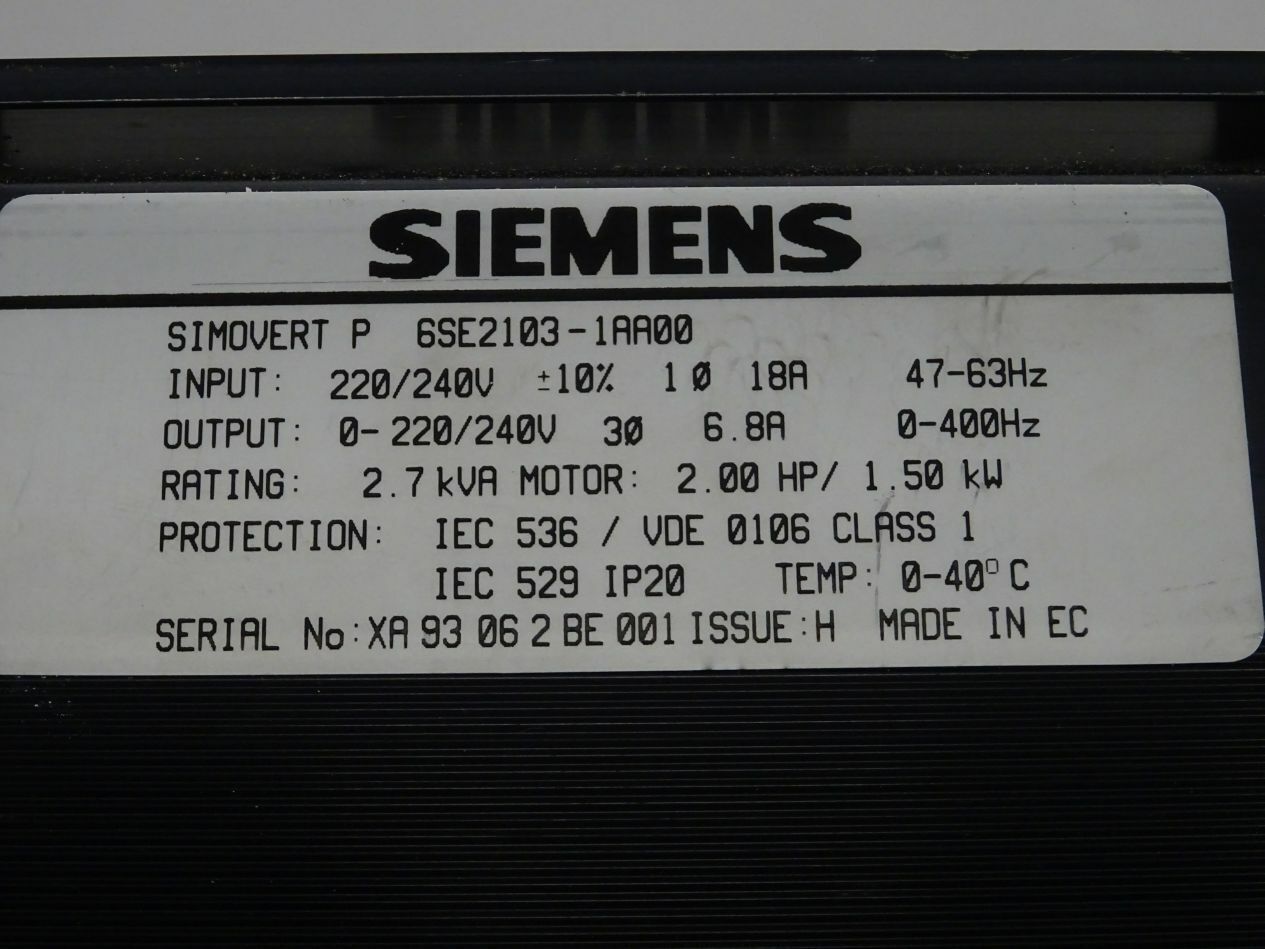 SIEMENS
SIMOVERT P 6SE2103-1AA00
INPUT: 220/240V ±10% 1Ø 18A 47-63Hz
OUTPUT: 0-220/240V 3Ø 6.8A 0-400Hz
RATING: 2.7 kVA MOTOR: 2.00 HP/ 1.50 kW
PROTECTION: IEC 536 / VDE 0106 CLASS 1
IEC 529 IP20 TEMP: 0-40° C
SERIAL No:XA 93 06 2 BE 001 ISSUE:H MADE IN EC